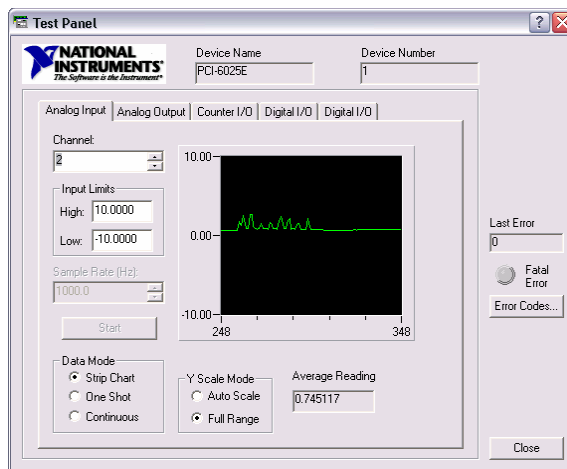 Test Panel
NATIONAL
INSTRUMENTS
The Software is the Instrument
Device Name
PCI-6025E
Device Number
1
Analog Input
Analog Output
Counter I/O
Digital I/O
Digital I/O
Channel:
2
Input Limits
High: 10.0000
Low: -10.0000
Sample Rate (Hz):
1000.0
Start
10.00
0.00
-10.00
248
348
Data Mode
Strip Chart
One Shot
Continuous
Y Scale Mode
Auto Scale
Full Range
Average Reading
0.745117
Last Error
0
Fatal
Error
Error Codes...
Close